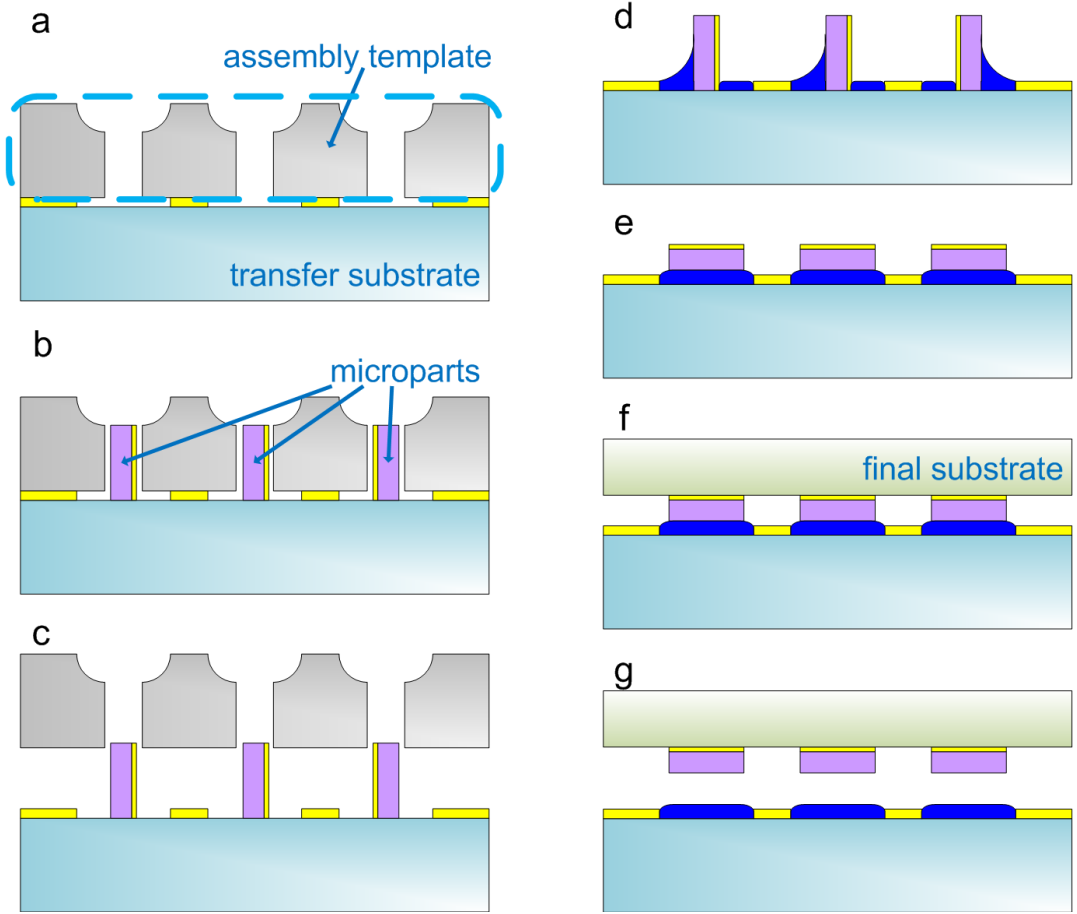 a
assembly template
transfer substrate
b
microparts
c
d
e
f
final substrate
g